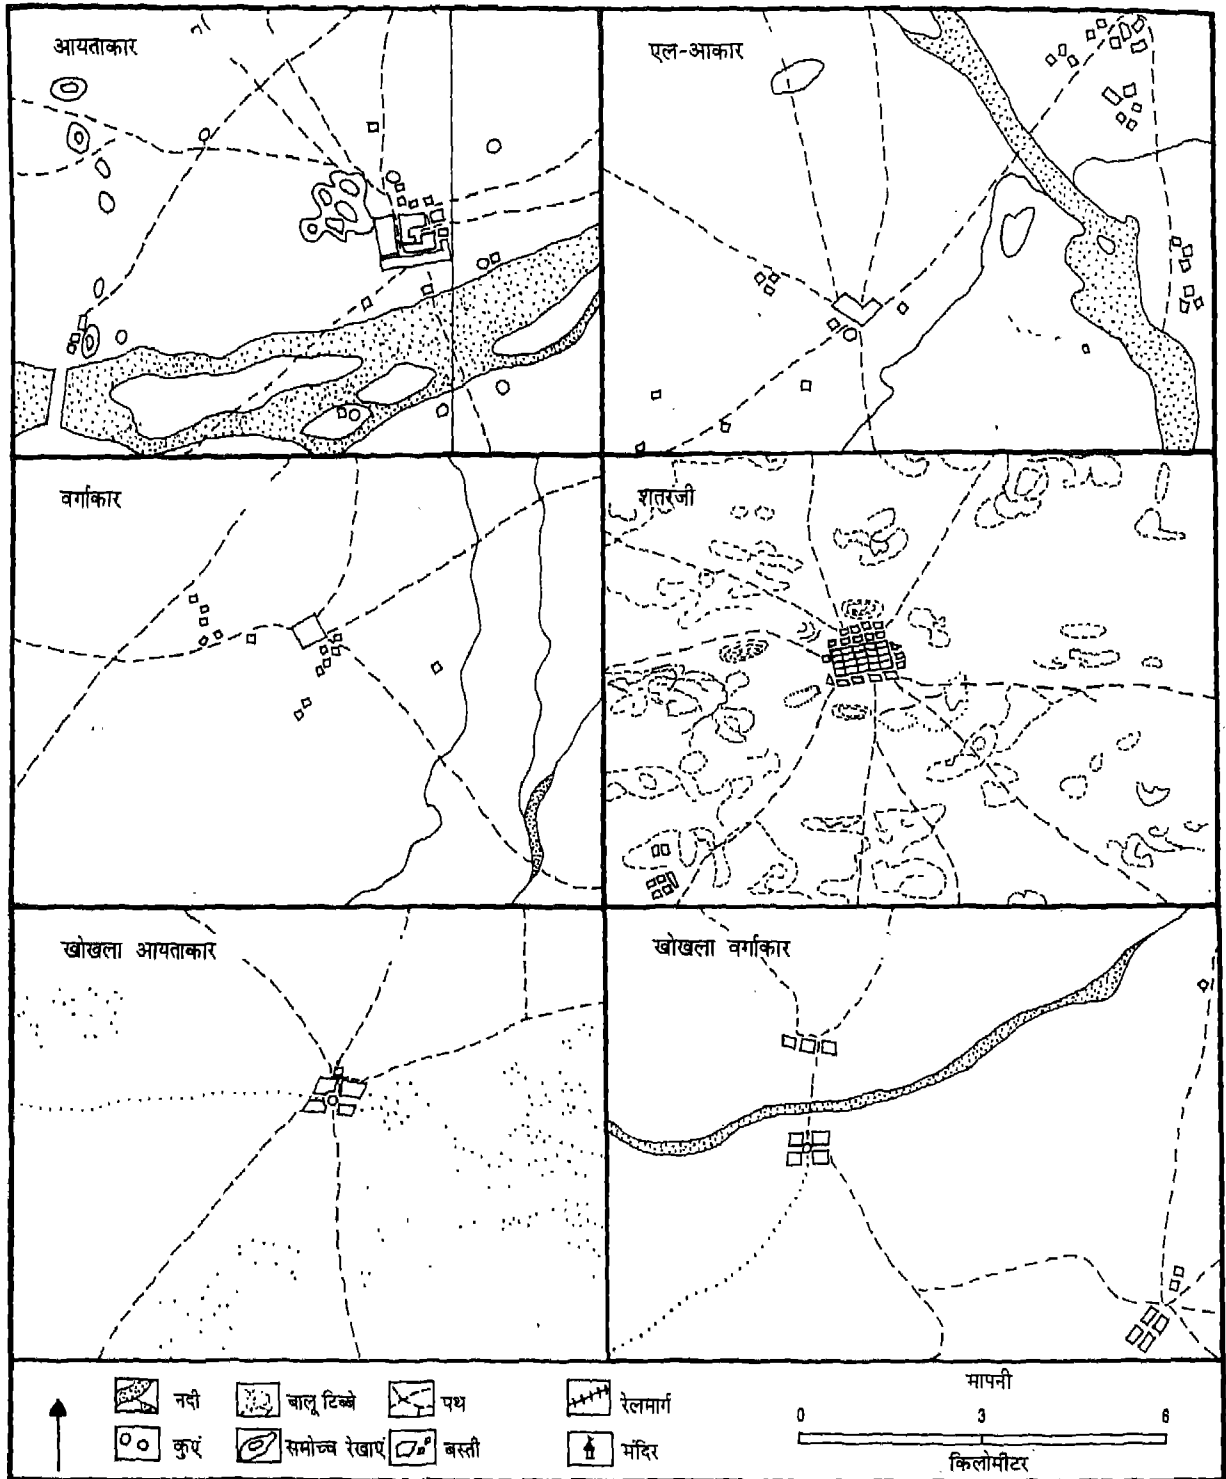 आयताकार
एल-आकार
वर्गाकार
शतरंजी
खोखला आयताकार
खोखला वर्गाकार
नदी
बालू टिब्बे
पथ
रेलमार्ग
कुएं
समोच्च रेखाएं
बस्ती
मंदिर
मापनी
0 3 6
किलोमीटर